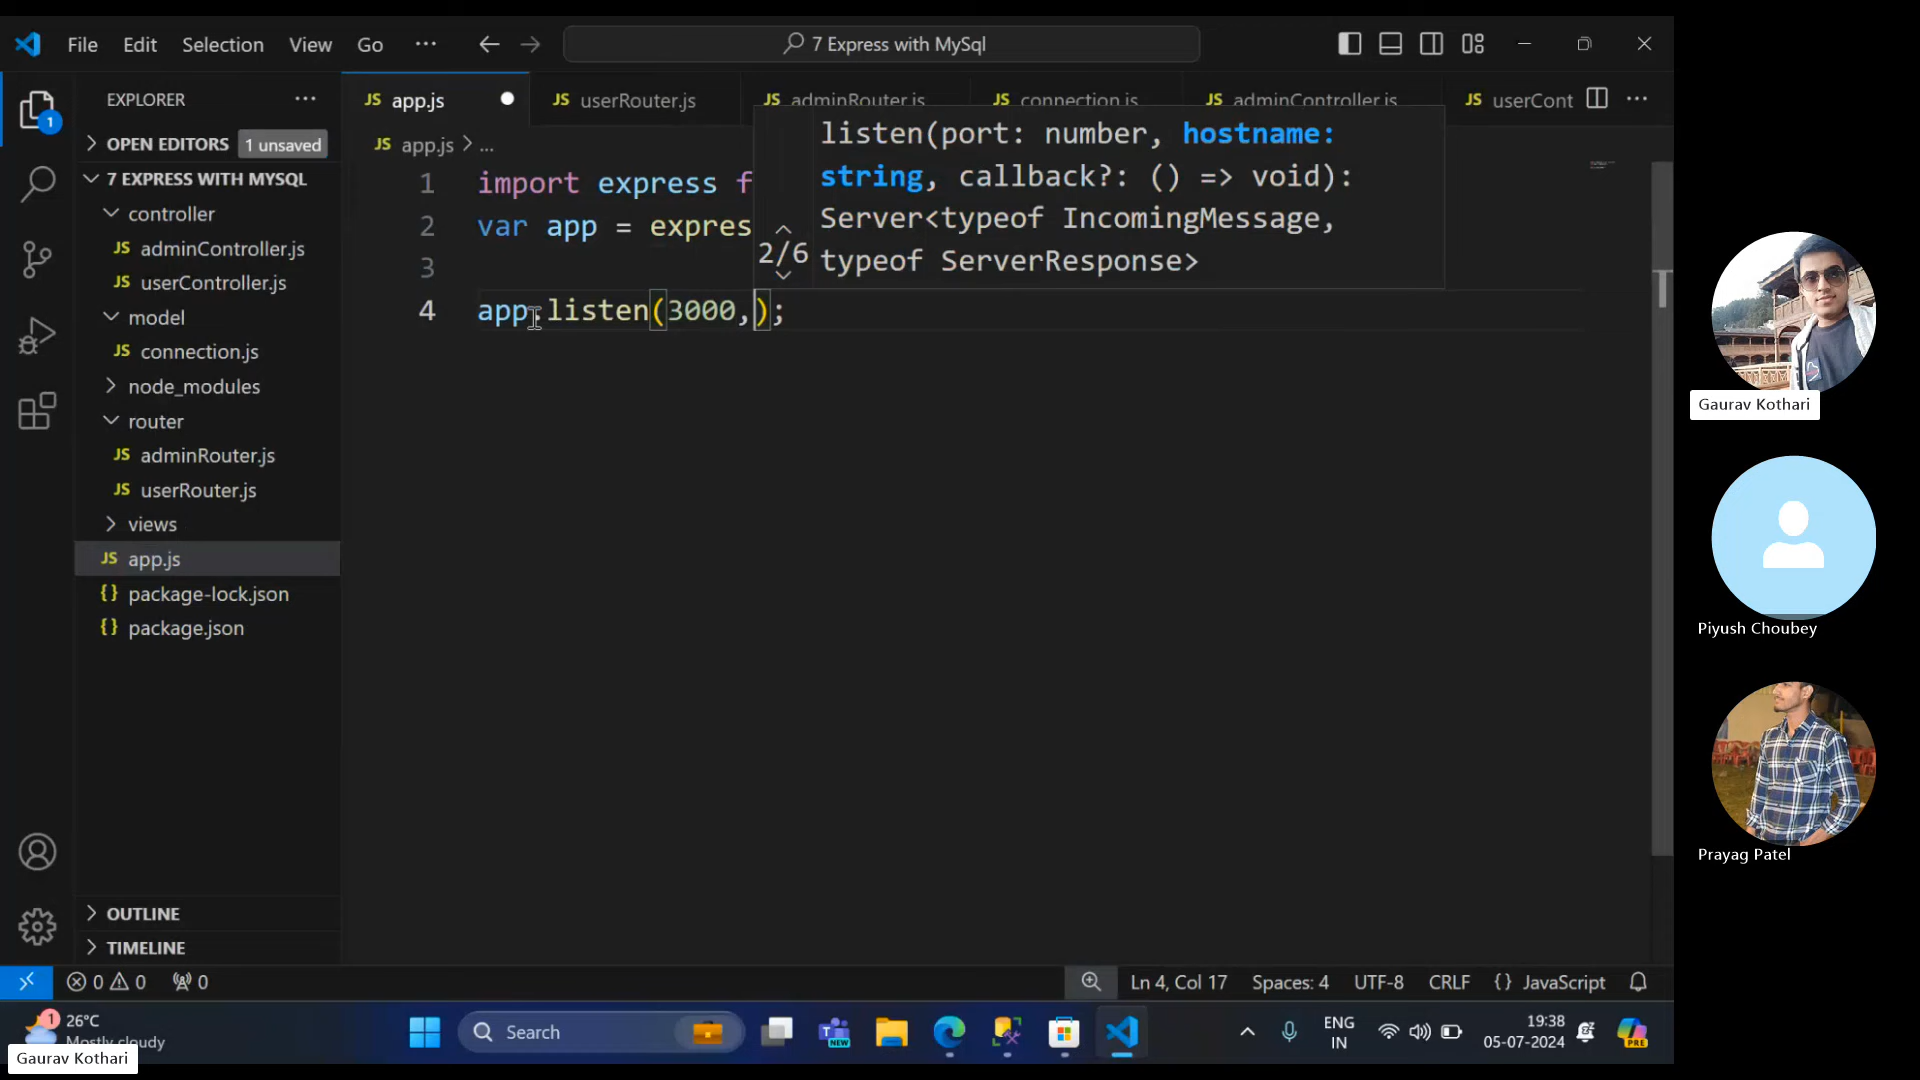 File Edit Selection View Go ... 7 Express with MySql
EXPLORER ...
OPEN EDITORS 1 unsaved
7 EXPRESS WITH MYSQL
controller
JS adminController.js
JS userController.js
model
JS connection.js
node_modules
router
JS adminRouter.js
JS userRouter.js
views
JS app.js
{} package-lock.json
{} package.json
OUTLINE
TIMELINE
1
JS app.js JS userRouter.js JS adminRouter.js JS connection.js JS adminController.js JS userCont ...
JS app.js > ...
1 import express f
2 var app = expres
3
4 app.listen(3000,);
listen(port: number, hostname:
string, callback?: () => void):
Server<typeof IncomingMessage,
2/6 typeof ServerResponse>
0 0 0
Ln 4, Col 17 Spaces: 4 UTF-8 CRLF {} JavaScript
1 26°C
Mostly cloudy
Search
NEW
ENG
IN
19:38
05-07-2024
PRE
Gaurav Kothari
Gaurav Kothari
Piyush Choubey
Prayag Patel